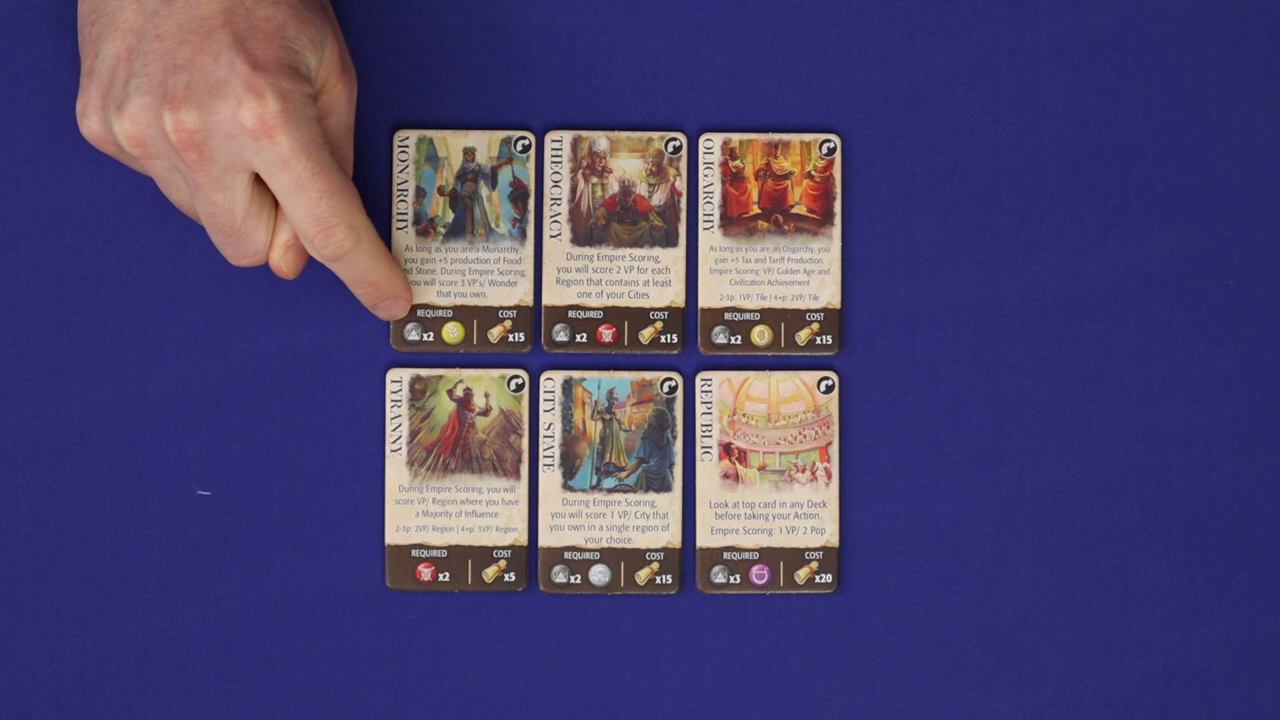 MONARCHY
As long as you are a Monarchy,
you gain +5 production of Food
and Stone. During Empire Scoring,
you will score 3 VP's/ Wonder
that you own.
REQUIRED COST
x2 x15
THEOCRACY
During Empire Scoring,
you will score 2 VP for each
Region that contains at least
one of your Cities
REQUIRED COST
x2 x15
OLIGARCHY
As long as you are an Oligarchy, you
gain +5 Tax and Tariff Production.
Empire Scoring: VP/ Golden Age and
Civilization Achievement
2-3p: 1VP/ Tile | 4+p: 2VP/ Tile
REQUIRED COST
x2 x15
TYRANNY
During Empire Scoring, you will
score VP/ Region where you have
a Majority of Influence
2-3p: 2VP/ Region | 4+p: 3VP/ Region
REQUIRED COST
x2 x5
CITY STATE
During Empire Scoring,
you will score 1 VP/ City that
you own in a single region of
your choice.
REQUIRED COST
x2 x15
REPUBLIC
Look at top card in any Deck
before taking your Action.
Empire Scoring: 1 VP/ 2 Pop
REQUIRED COST
x3 x20